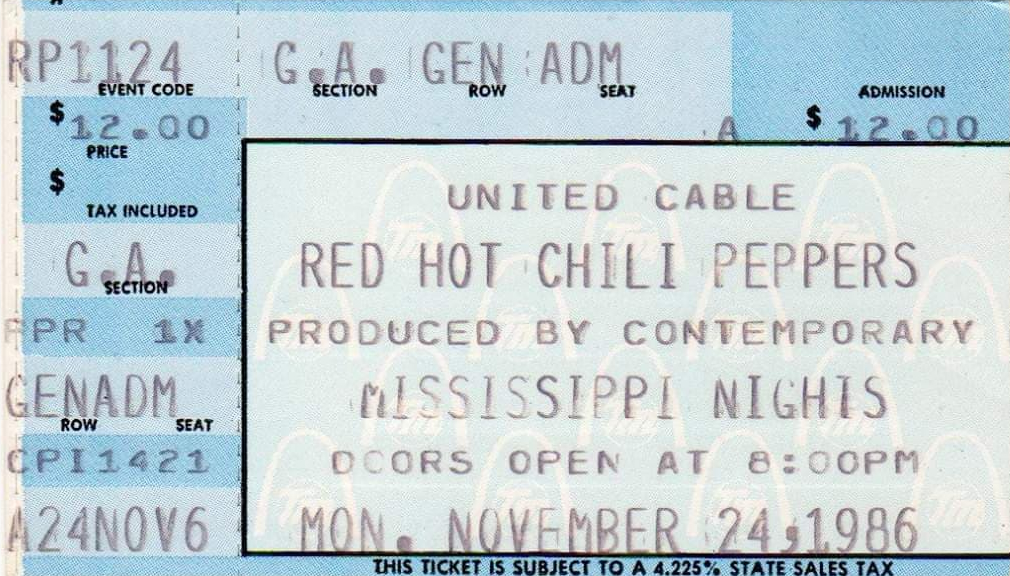 RP1124 G.A. GEN ADM
EVENT CODE SECTION ROW SEAT ADMISSION
$ 12.00 A $ 12.00
PRICE
UNITED CABLE
$
TAX INCLUDED
RED HOT CHILI PEPPERS
G.A.
SECTION
PPR 1X PRODUCED BY CONTEMPORARY
GENADM MISSISSIPPI NIGHTS
ROW SEAT
CPI1421 DOORS OPEN AT 8:00PM
A24NOV6 MON. NOVEMBER 24,1986
THIS TICKET IS SUBJECT TO A 4.225% STATE SALES TAX